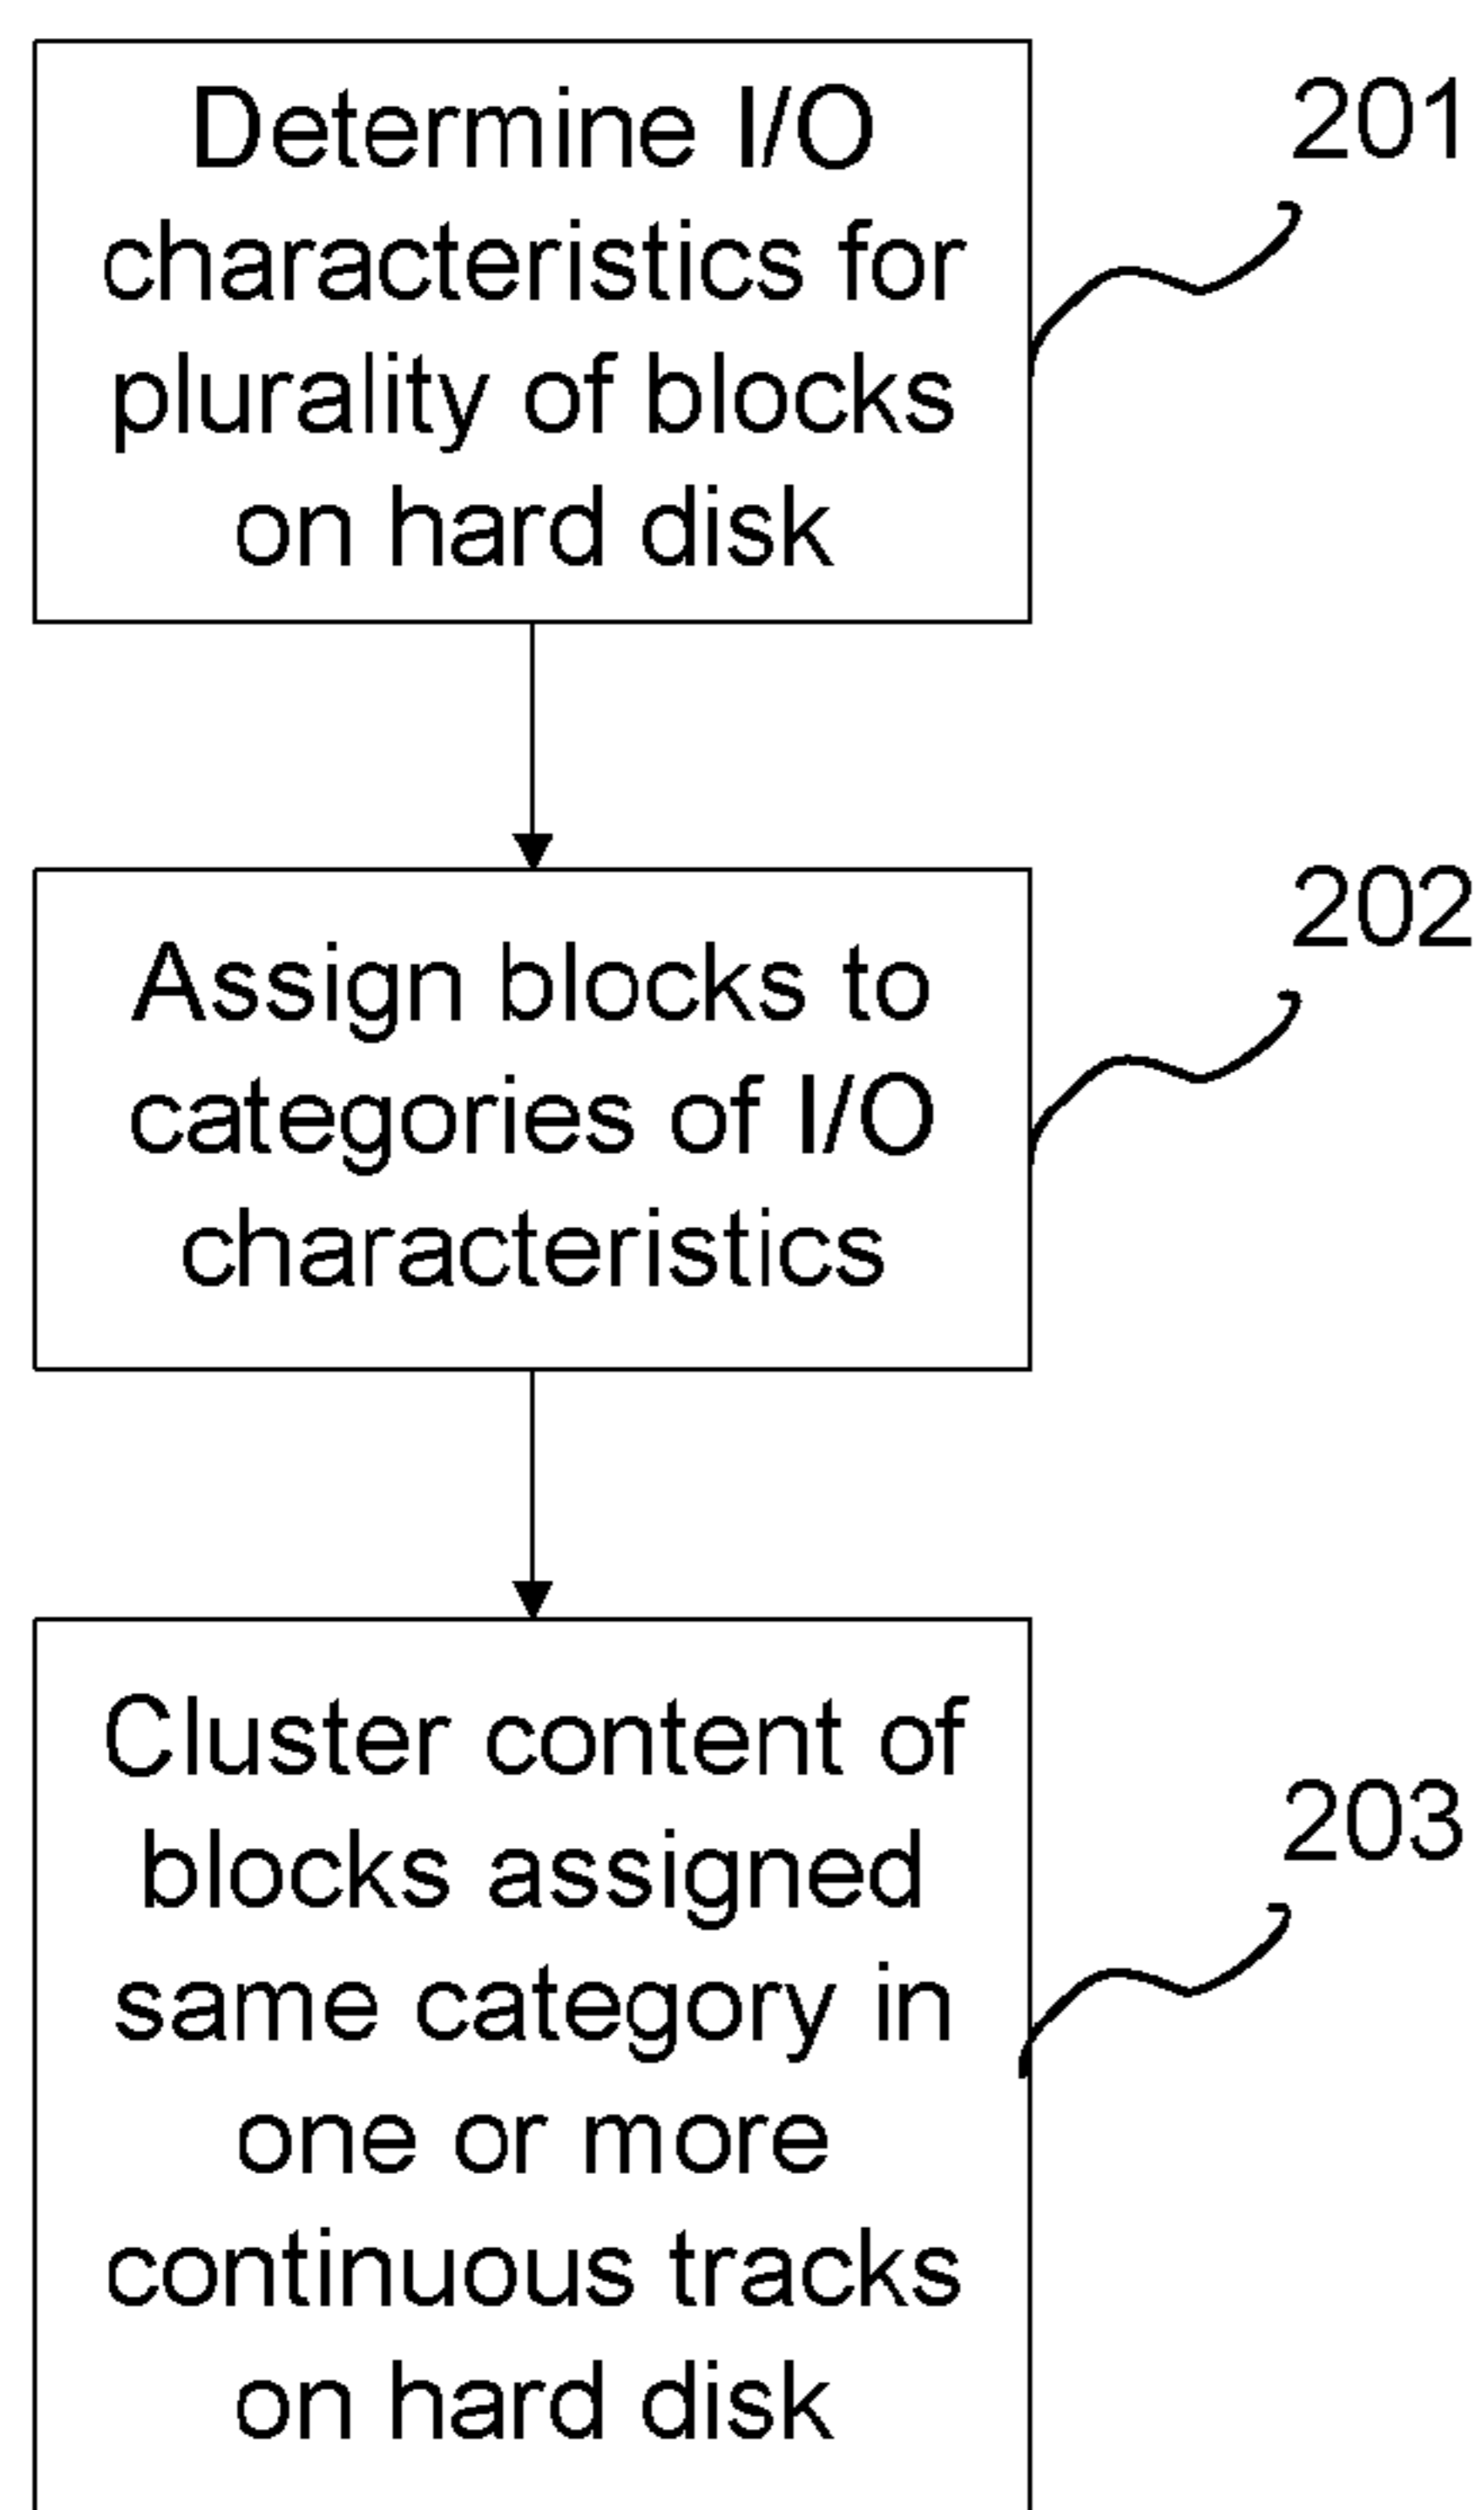 Determine I/O
characteristics for
plurality of blocks
on hard disk
201
Assign blocks to
categories of I/O
characteristics
202
Cluster content of
blocks assigned
same category in
one or more
continuous tracks
on hard disk
203